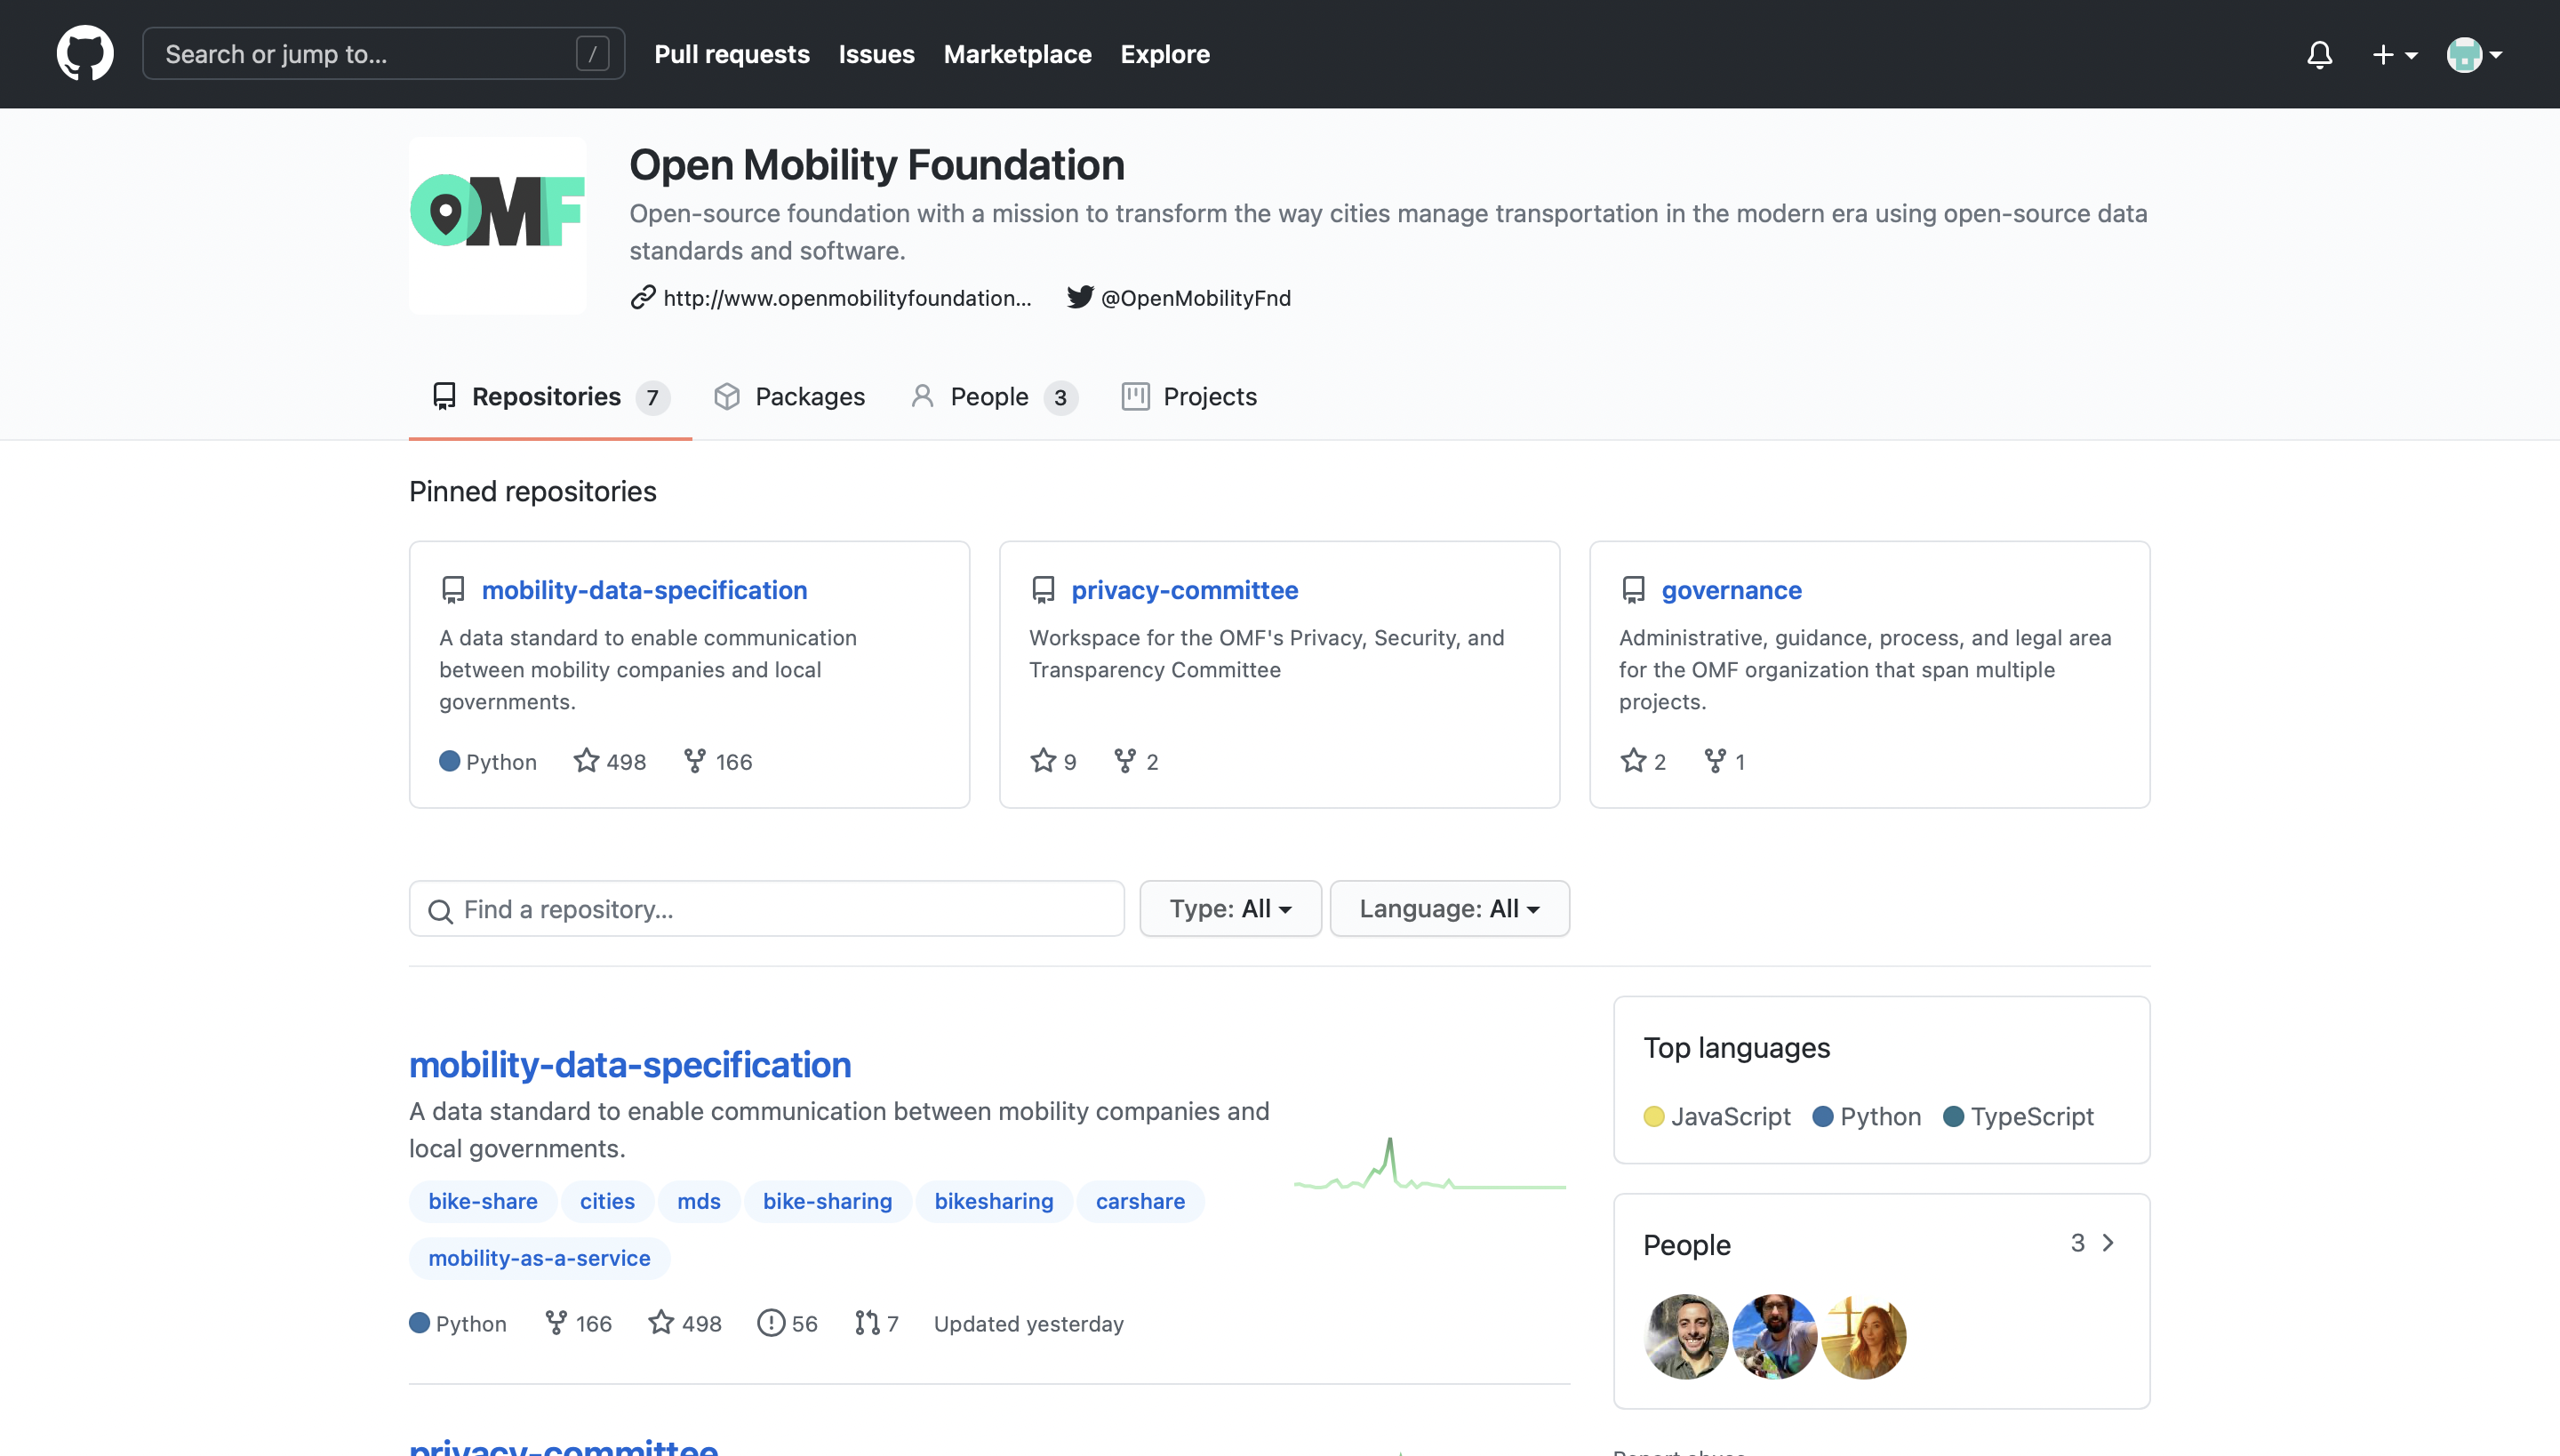 Search or jump to... /
Pull requests Issues Marketplace Explore
OMF
Open Mobility Foundation
Open-source foundation with a mission to transform the way cities manage transportation in the modern era using open-source data
standards and software.
http://www.openmobilityfoundation... @OpenMobilityFnd
Repositories 7 Packages People 3 Projects
Pinned repositories
mobility-data-specification
A data standard to enable communication
between mobility companies and local
governments.
Python 498 166
privacy-committee
Workspace for the OMF's Privacy, Security, and
Transparency Committee
9 2
governance
Administrative, guidance, process, and legal area
for the OMF organization that span multiple
projects.
2 1
Find a repository... Type: All Language: All
mobility-data-specification
A data standard to enable communication between mobility companies and
local governments.
bike-share cities mds bike-sharing bikesharing carshare
mobility-as-a-service
Python 166 498 56 7 Updated yesterday
privacy-committee
Top languages
JavaScript Python TypeScript
People 3
Report abuse